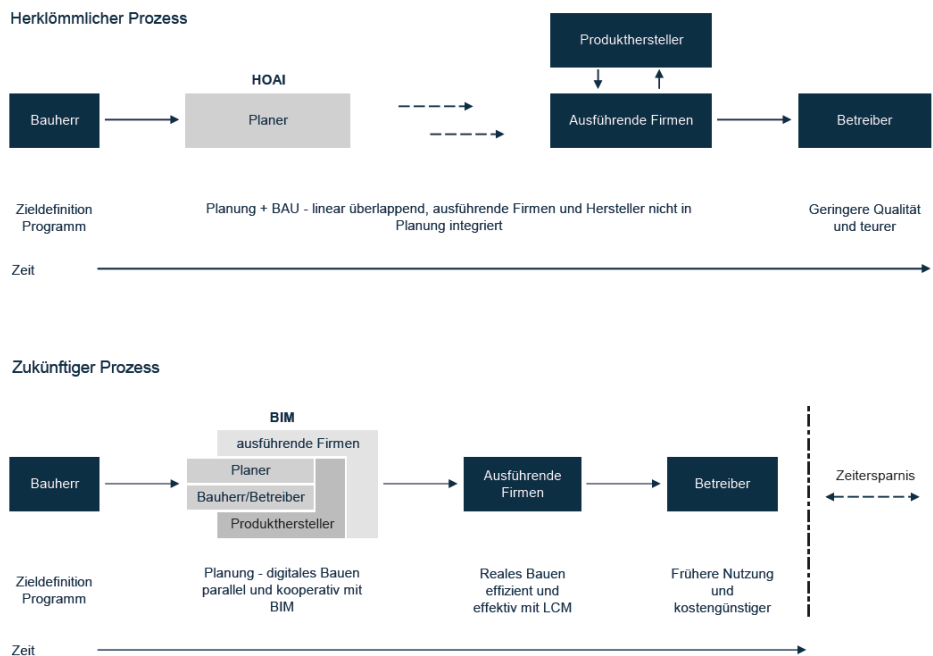 Herklömmlicher Prozess
Produkthersteller
HOAI
Bauherr
Planer
Ausführende Firmen
Betreiber
Zieldefinition
Programm
Planung + BAU - linear überlappend, ausführende Firmen und Hersteller nicht in
Planung integriert
Geringere Qualität
und teurer
Zeit
Zukünftiger Prozess
BIM
ausführende Firmen
Planer
Bauherr/Betreiber
Produkthersteller
Bauherr
Ausführende
Firmen
Betreiber
Zeitersparnis
Zieldefinition
Programm
Planung - digitales Bauen
parallel und kooperativ mit
BIM
Reales Bauen
effizient und
effektiv mit LCM
Frühere Nutzung
und
kostengünstiger
Zeit